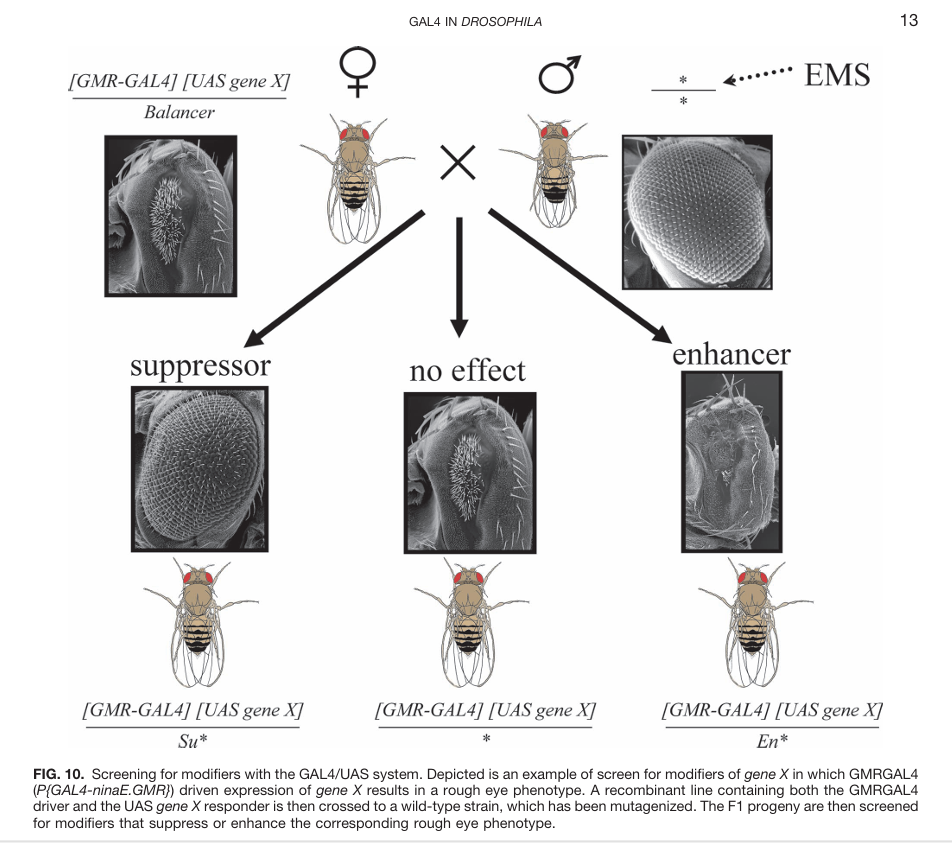 GAL4 IN DROSOPHILA
13
[GMR-GAL4] [UAS gene X]
Balancer
♀
♂
*
*
EMS
×
suppressor
no effect
enhancer
[GMR-GAL4] [UAS gene X]
Su*
[GMR-GAL4] [UAS gene X]
*
[GMR-GAL4] [UAS gene X]
En*
FIG. 10. Screening for modifiers with the GAL4/UAS system. Depicted is an example of screen for modifiers of gene X in which GMRGAL4
(P{GAL4-ninaE.GMR}) driven expression of gene X results in a rough eye phenotype. A recombinant line containing both the GMRGAL4
driver and the UAS gene X responder is then crossed to a wild-type strain, which has been mutagenized. The F1 progeny are then screened
for modifiers that suppress or enhance the corresponding rough eye phenotype.